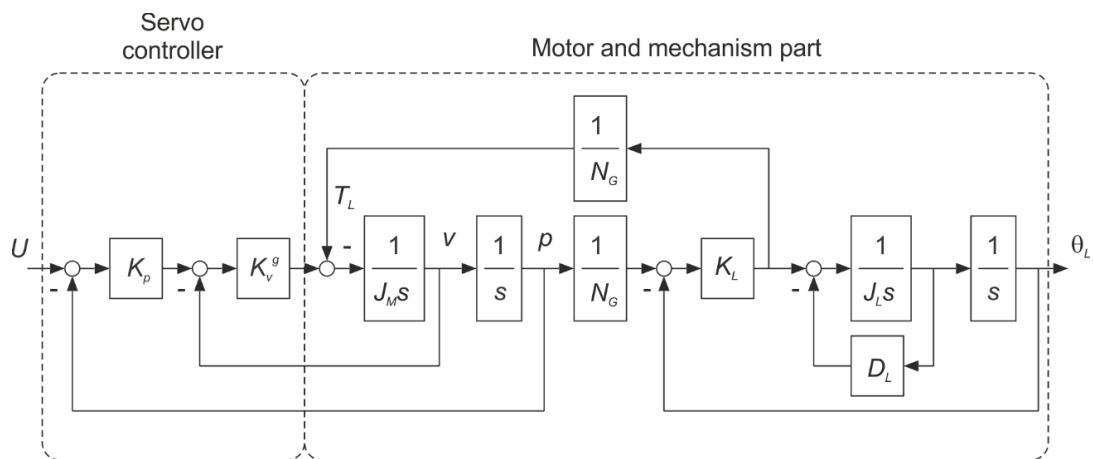 Servo
controller
Motor and mechanism part
1
N_G
T_L
U
K_p
K_v^g
-
1
J_M s
v
1
s
p
1
N_G
K_L
1
J_L s
1
s
θ_L
-
-
-
-
D_L